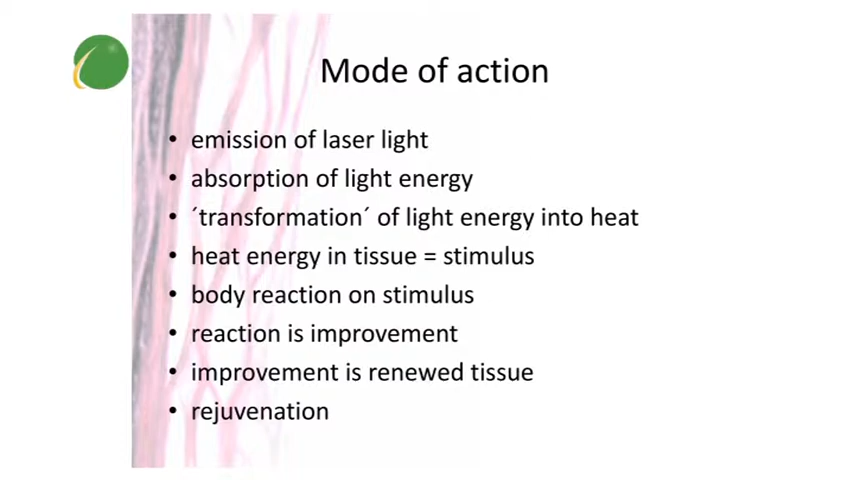 Mode of action
• emission of laser light
• absorption of light energy
• ´transformation´ of light energy into heat
• heat energy in tissue = stimulus
• body reaction on stimulus
• reaction is improvement
• improvement is renewed tissue
• rejuvenation